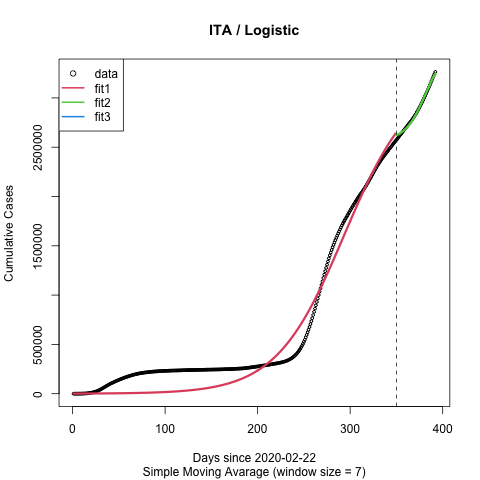 ITA / Logistic
data
fit1
fit2
fit3
Cumulative Cases
0
500000
1500000
2500000
0
100
200
300
400
Days since 2020-02-22
Simple Moving Avarage (window size = 7)